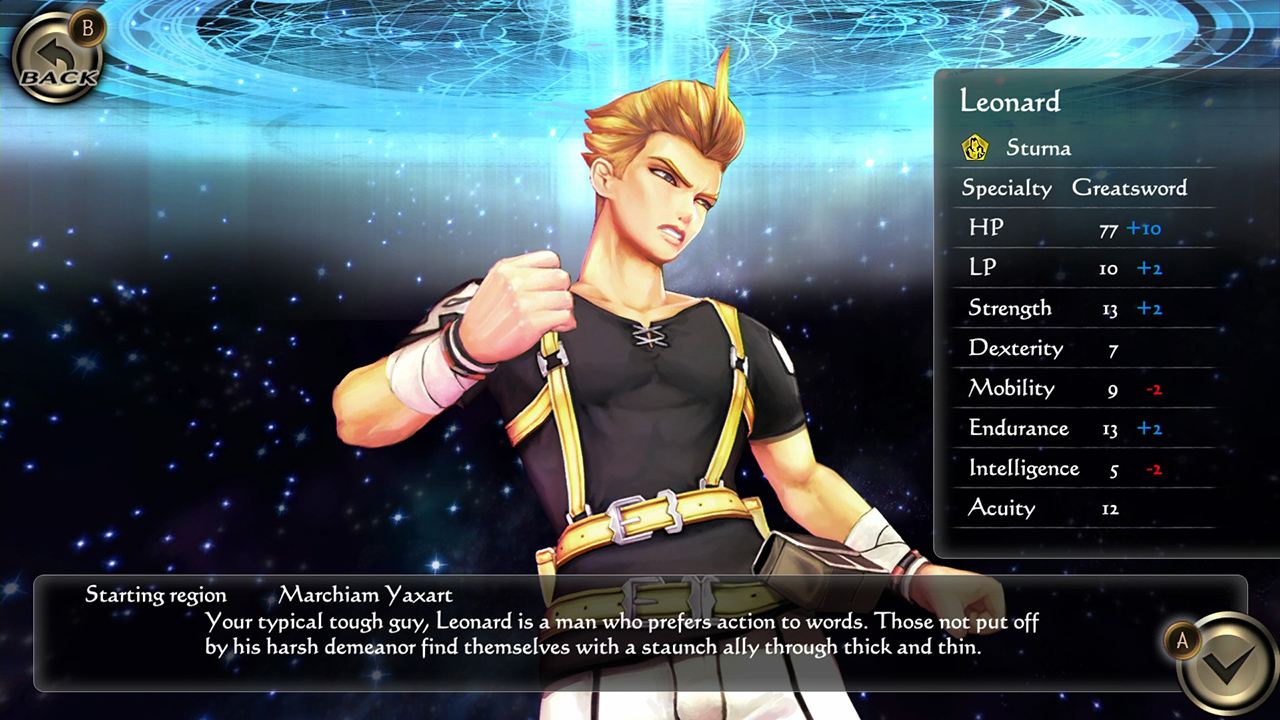 B
BACK
Leonard
Sturna
Specialty Greatsword
HP 77 +10
LP 10 +2
Strength 13 +2
Dexterity 7
Mobility 9 -2
Endurance 13 +2
Intelligence 5 -2
Acuity 12
Starting region Marchiam Yaxart
Your typical tough guy, Leonard is a man who prefers action to words. Those not put off
by his harsh demeanor find themselves with a staunch ally through thick and thin.
A